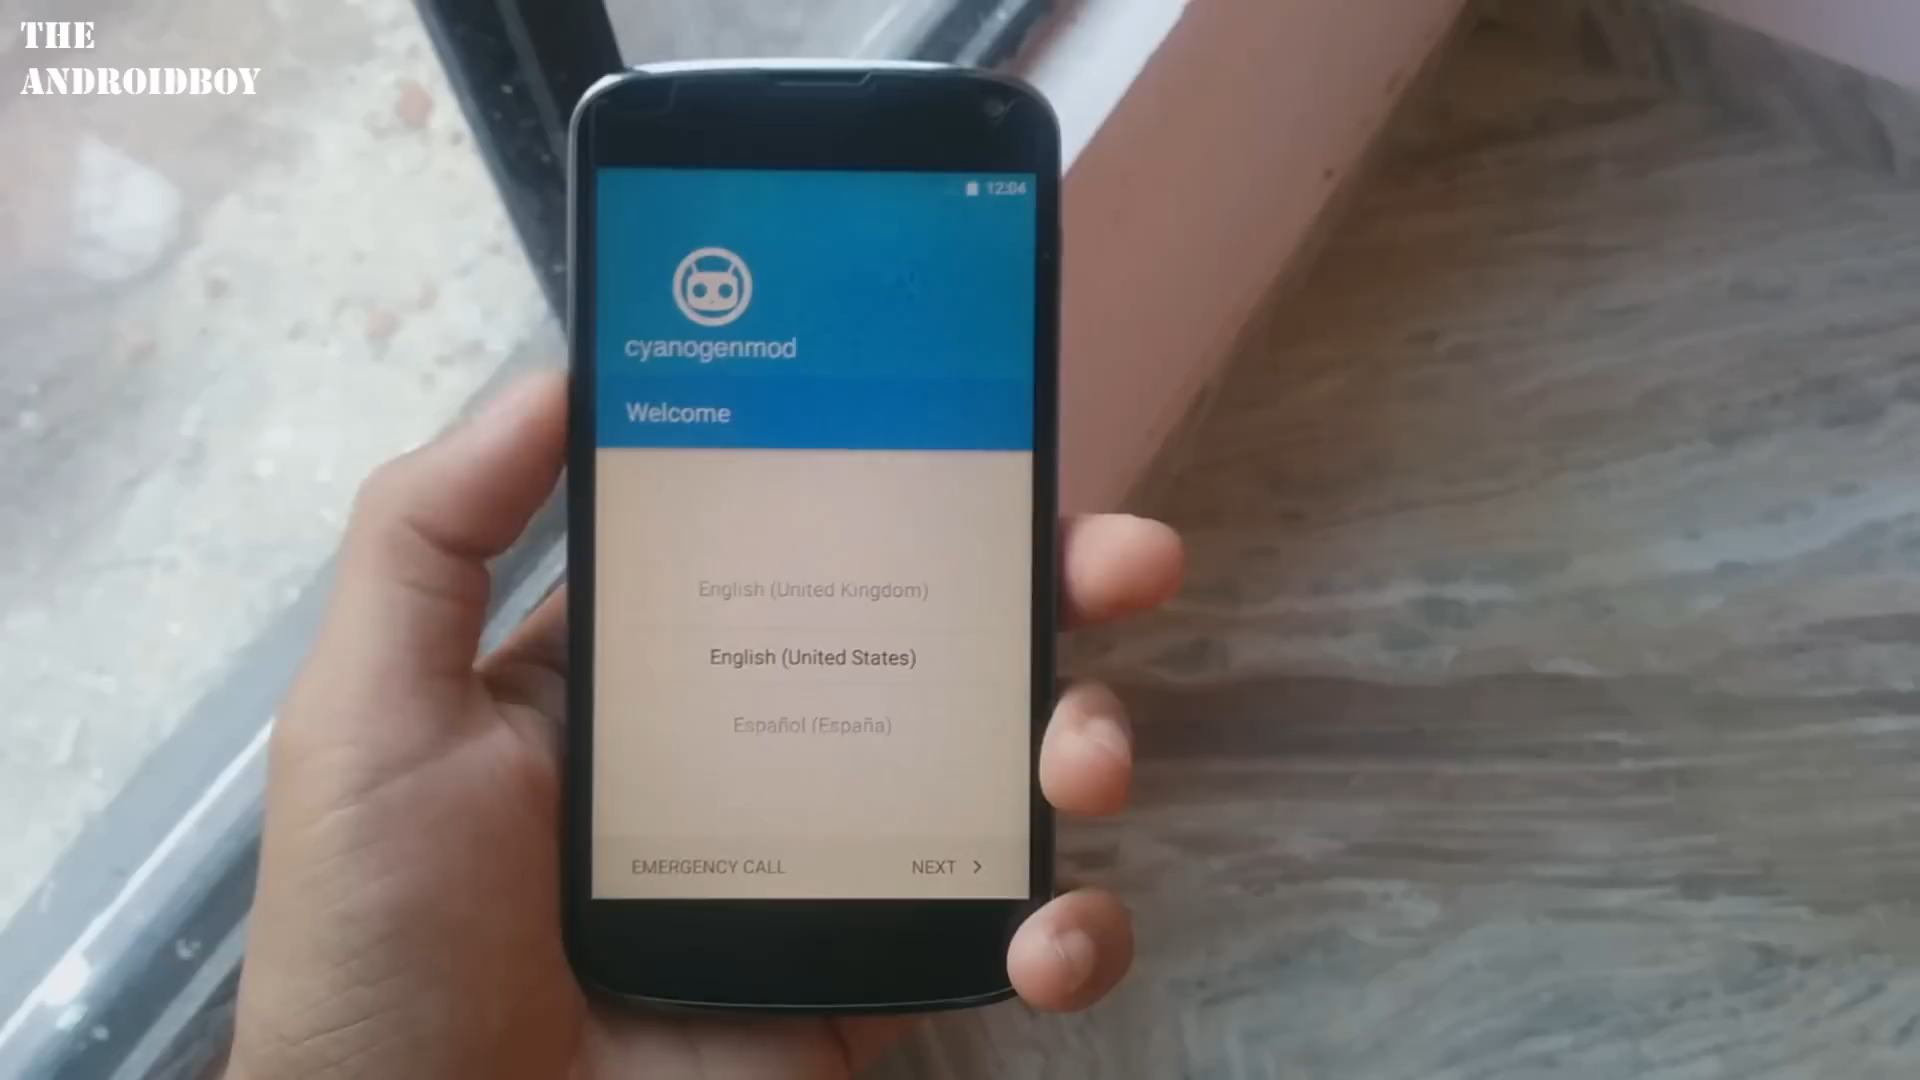 THE
ANDROIDBOY
12:04
cyanogenmod
Welcome
English (United Kingdom)
English (United States)
Español (España)
EMERGENCY CALL
NEXT